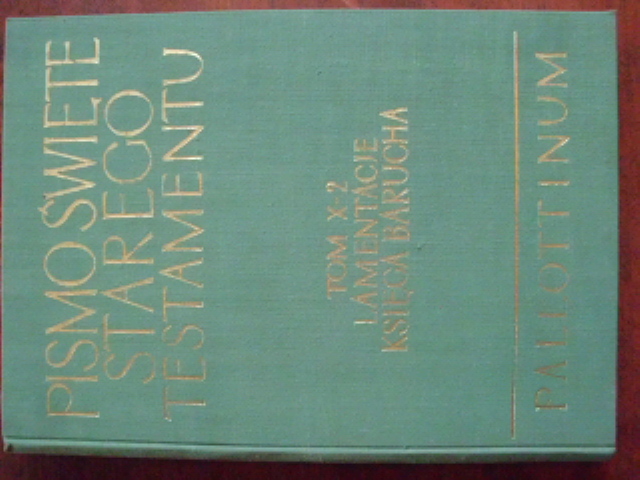 PISMO ŚWIĘTE
STAREGO
TESTAMENTU
TOM X-2
LAMENTACJE
KSIĘGA BARUCHA
PALLOTTINUM